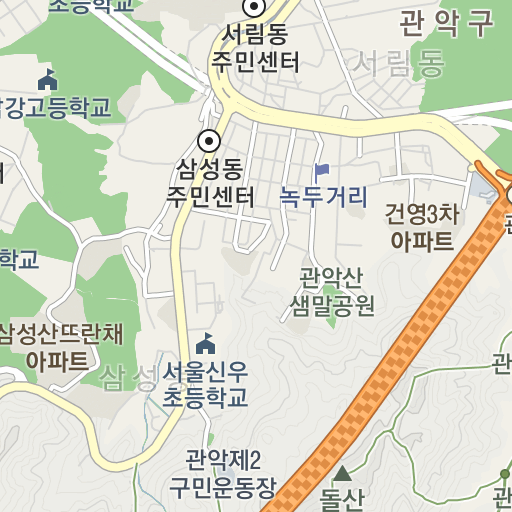 초등학교
서림동
주민센터
관악구
서림동
강고등학교
삼성동
주민센터
녹두거리
건영3차
아파트
학교
관악산
샘말공원
삼성산뜨란채
아파트
삼성
서울신우
초등학교
관악제2
구민운동장
돌산
관
관